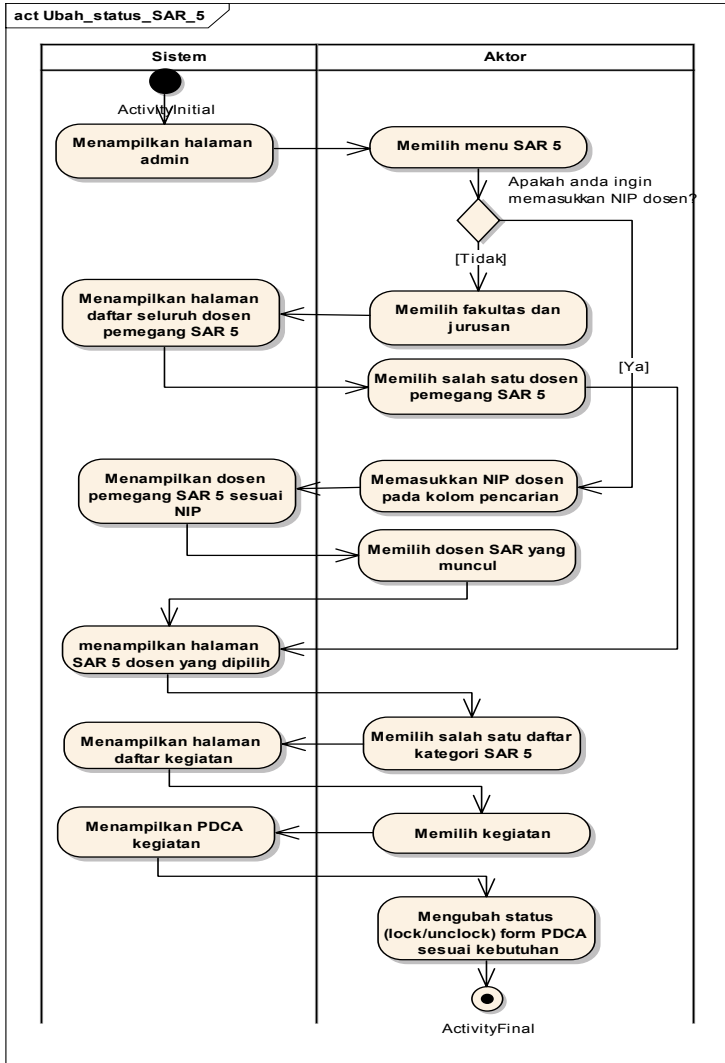 act Ubah_status_SAR_5
Sistem
Aktor
ActivityInitial
Menampilkan halaman
admin
Memilih menu SAR 5
Apakah anda ingin
memasukkan NIP dosen?
[Tidak]
Memilih fakultas dan
jurusan
Menampilkan halaman
daftar seluruh dosen
pemegang SAR 5
Memilih salah satu dosen
pemegang SAR 5
[Ya]
Memasukkan NIP dosen
pada kolom pencarian
Menampilkan dosen
pemegang SAR 5 sesuai
NIP
Memilih dosen SAR yang
muncul
menampilkan halaman
SAR 5 dosen yang dipilih
Memilih salah satu daftar
kategori SAR 5
Menampilkan halaman
daftar kegiatan
Memilih kegiatan
Menampilkan PDCA
kegiatan
Mengubah status
(lock/unclock) form PDCA
sesuai kebutuhan
ActivityFinal